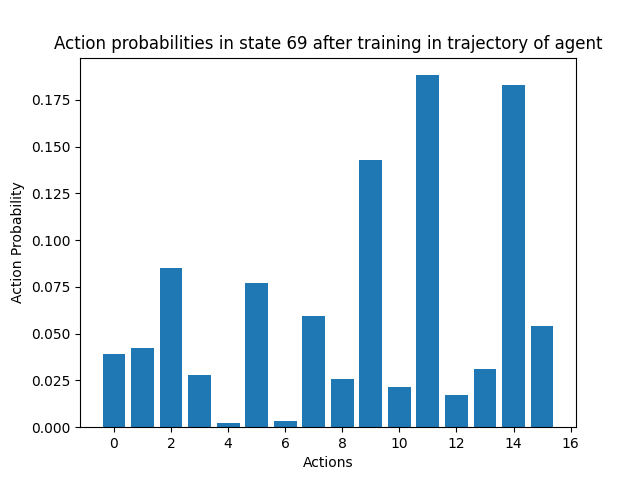 Action probabilities in state 69 after training in trajectory of agent
0.175
0.150
0.125
0.100
0.075
0.050
0.025
0.000
Action Probability
0 2 4 6 8 10 12 14 16
Actions